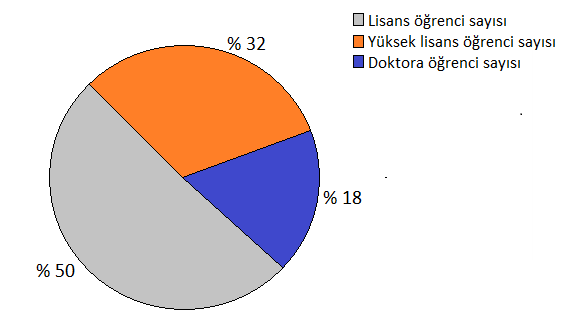 Lisans öğrenci sayısı
Yüksek lisans öğrenci sayısı
Doktora öğrenci sayısı
% 32
% 18
% 50